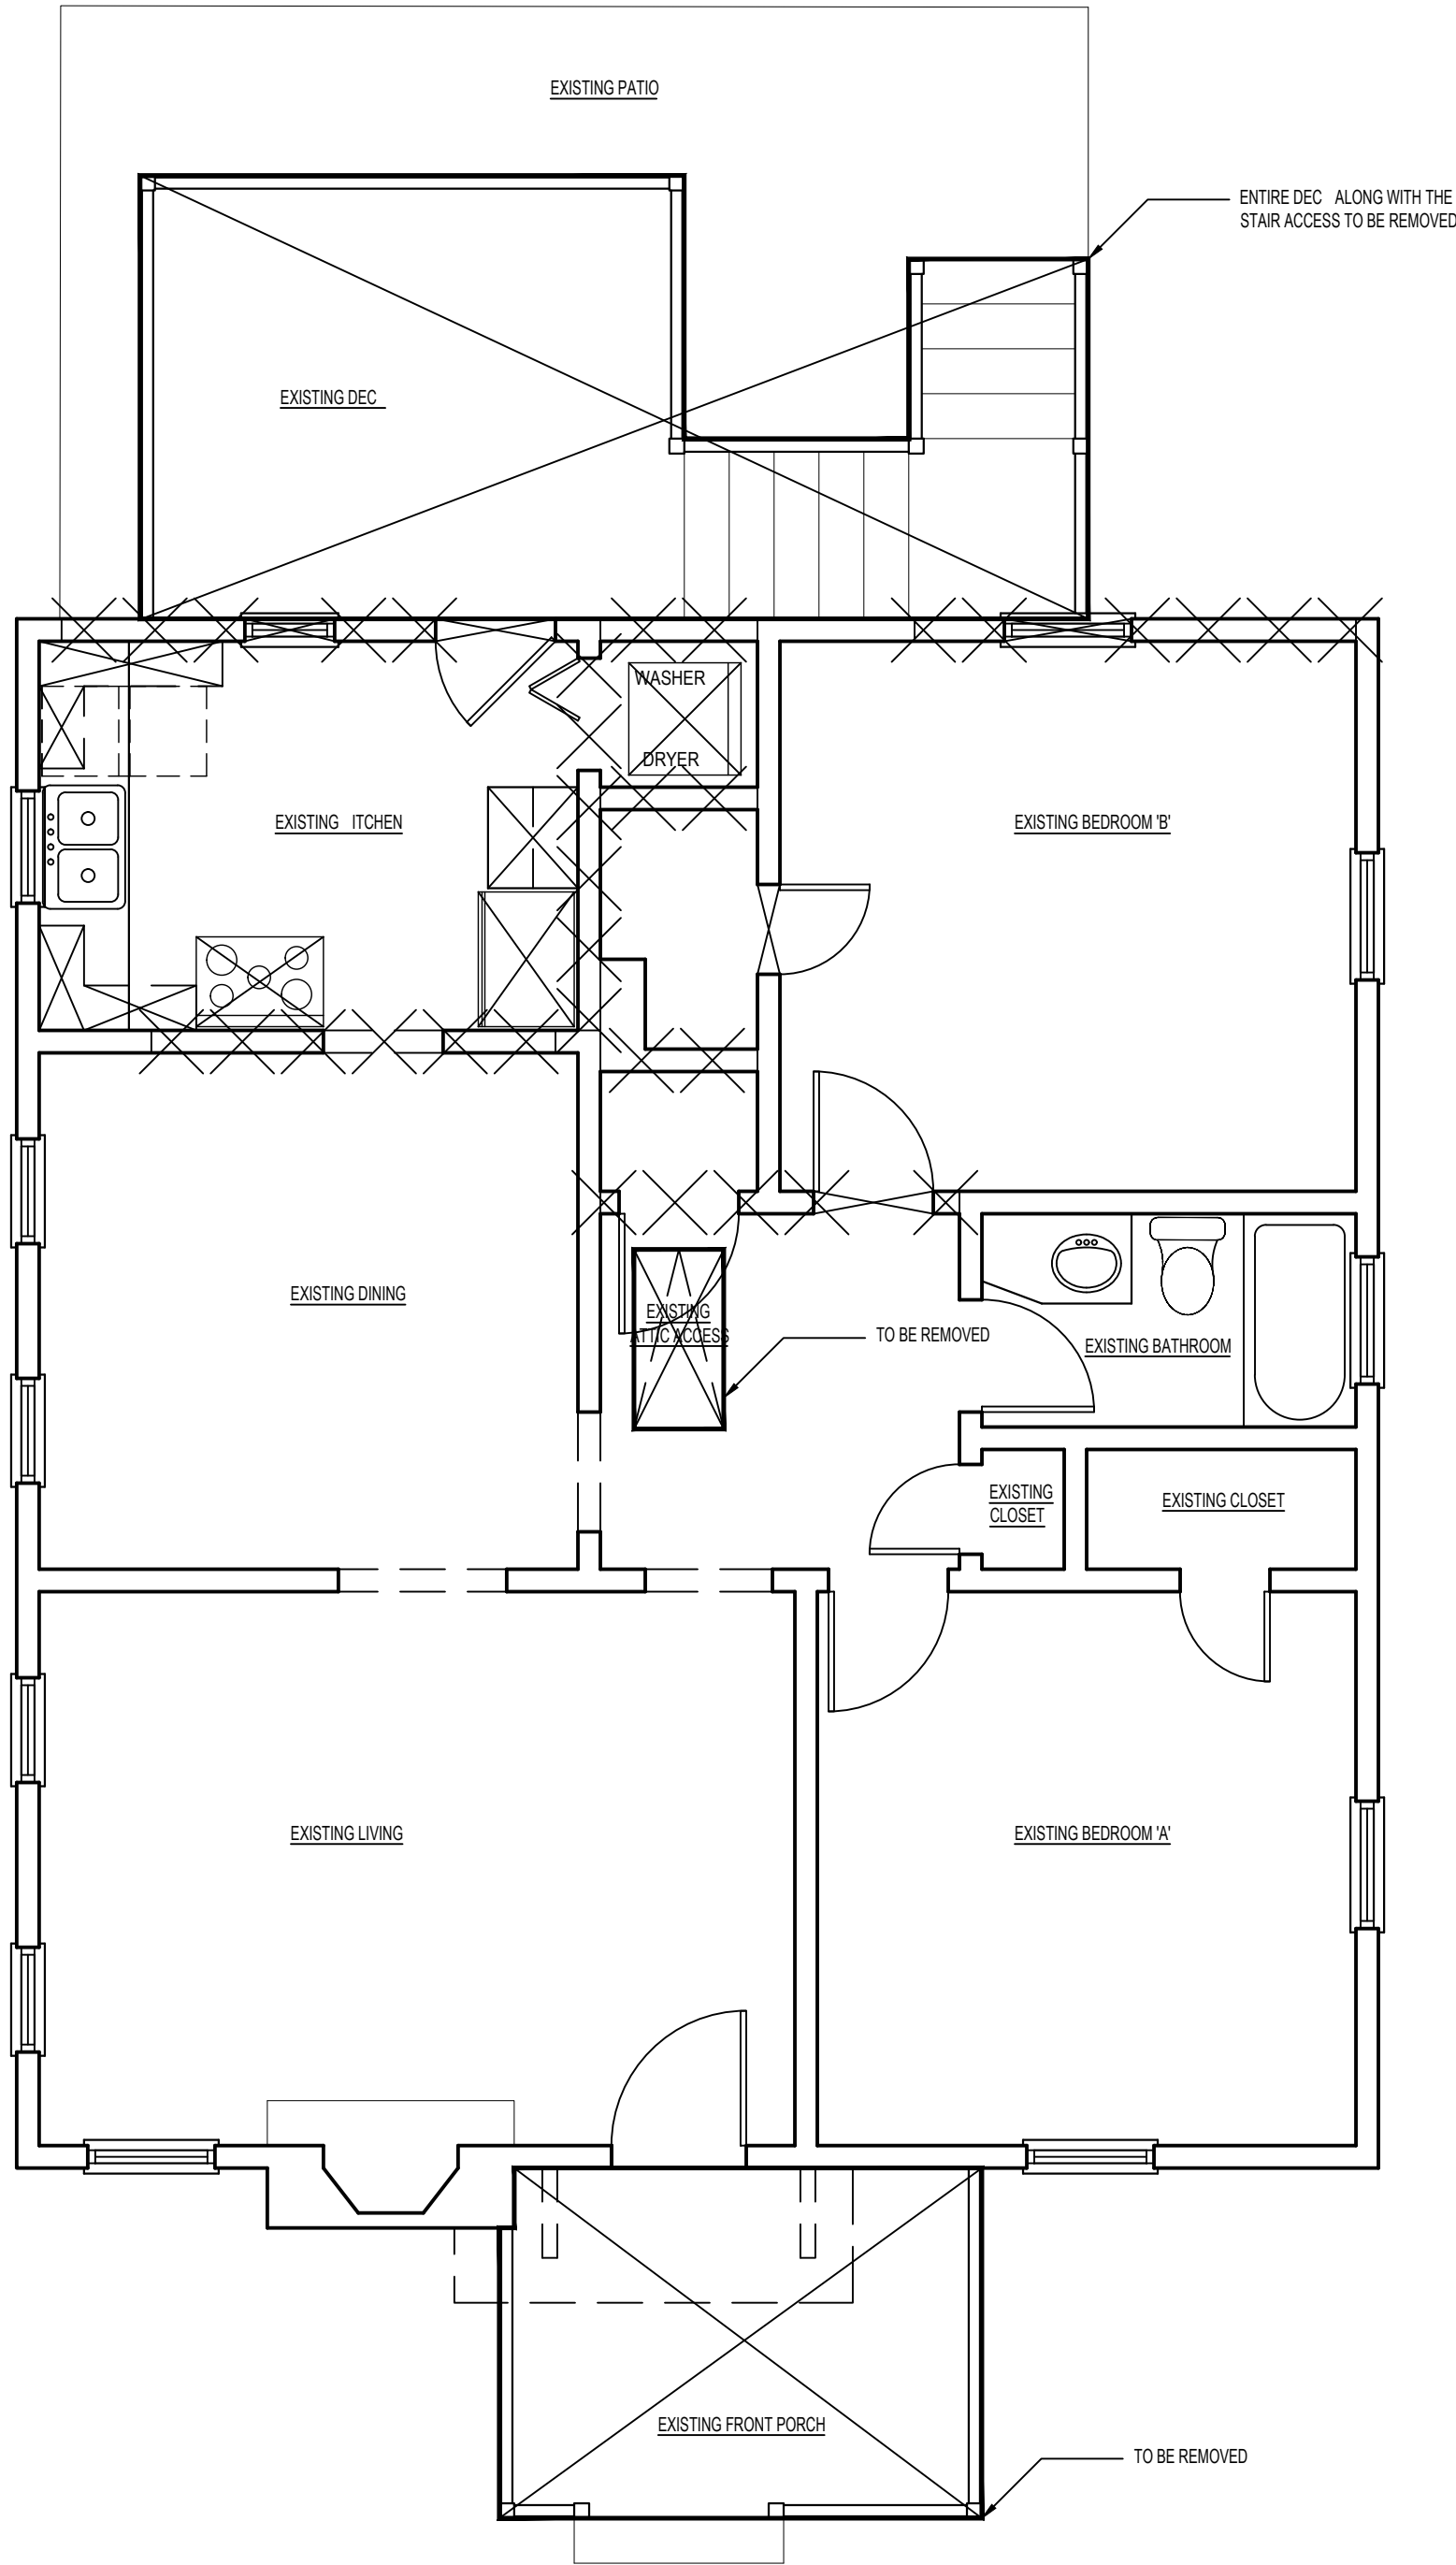 EXISTING PATIO
ENTIRE DEC ALONG WITH THE
STAIR ACCESS TO BE REMOVED
EXISTING DEC
WASHER
DRYER
EXISTING ITCHEN
EXISTING BEDROOM 'B'
EXISTING DINING
EXISTING
ATTIC ACCESS
TO BE REMOVED
EXISTING BATHROOM
EXISTING
CLOSET
EXISTING CLOSET
EXISTING LIVING
EXISTING BEDROOM 'A'
EXISTING FRONT PORCH
TO BE REMOVED